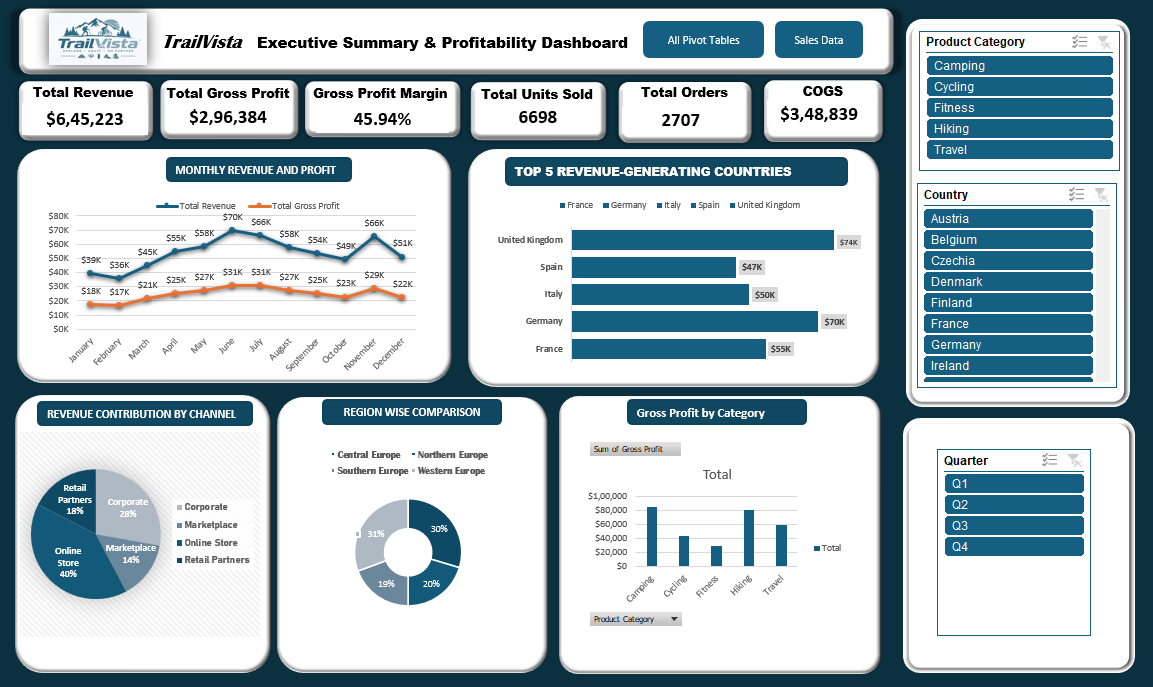 TrailVista
TrailVista Executive Summary & Profitability Dashboard
All Pivot Tables
Sales Data
Total Revenue
$6,45,223
Total Gross Profit
$2,96,384
Gross Profit Margin
45.94%
Total Units Sold
6698
Total Orders
2707
COGS
$3,48,839
MONTHLY REVENUE AND PROFIT
Total Revenue
Total Gross Profit
$80K
$70K
$60K
$50K
$40K
$30K
$20K
$10K
$0K
$39K
$36K
$45K
$55K
$58K
$70K
$66K
$58K
$54K
$49K
$66K
$51K
$18K
$17K
$21K
$25K
$27K
$31K
$31K
$27K
$25K
$23K
$29K
$22K
January
February
March
April
May
June
July
August
September
October
November
December
TOP 5 REVENUE-GENERATING COUNTRIES
France
Germany
Italy
Spain
United Kingdom
United Kingdom
$74K
Spain
$47K
Italy
$50K
Germany
$70K
France
$55K
REVENUE CONTRIBUTION BY CHANNEL
Retail
Partners
18%
Corporate
28%
Marketplace
14%
Online
Store
40%
Corporate
Marketplace
Online Store
Retail Partners
REGION WISE COMPARISON
Central Europe
Northern Europe
Southern Europe
Western Europe
31%
30%
19%
20%
Gross Profit by Category
Sum of Gross Profit
Total
$1,00,000
$80,000
$60,000
$40,000
$20,000
$0
Camping
Cycling
Fitness
Hiking
Travel
Total
Product Category
Product Category
Camping
Cycling
Fitness
Hiking
Travel
Country
Austria
Belgium
Czechia
Denmark
Finland
France
Germany
Ireland
Quarter
Q1
Q2
Q3
Q4